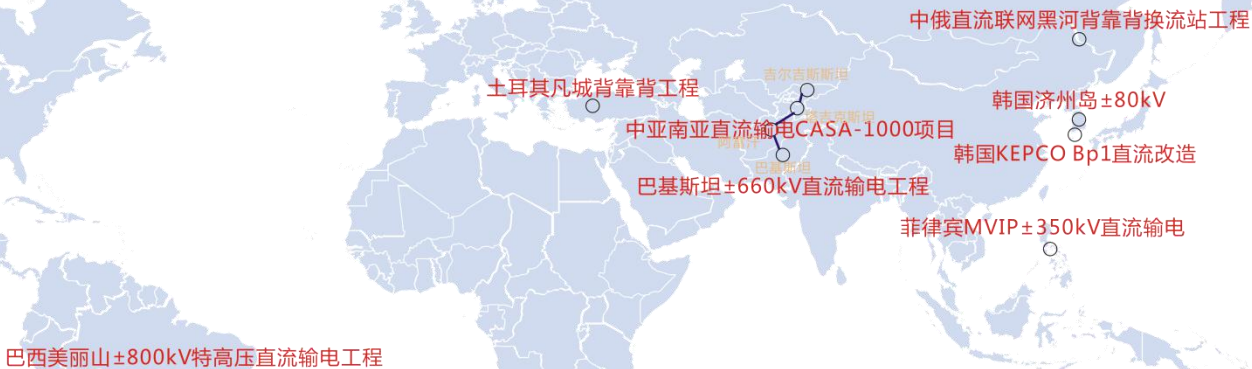 中俄直流联网黑河背靠背换流站工程
吉尔吉斯斯坦
土耳其凡城背靠背工程
韩国济州岛±80kV
塔吉克斯坦
中亚南亚直流输电CASA-1000项目
阿富汗
韩国KEPCO Bp1直流改造
巴基斯坦
巴基斯坦±660kV直流输电工程
菲律宾MVIP±350kV直流输电
巴西美丽山±800kV特高压直流输电工程